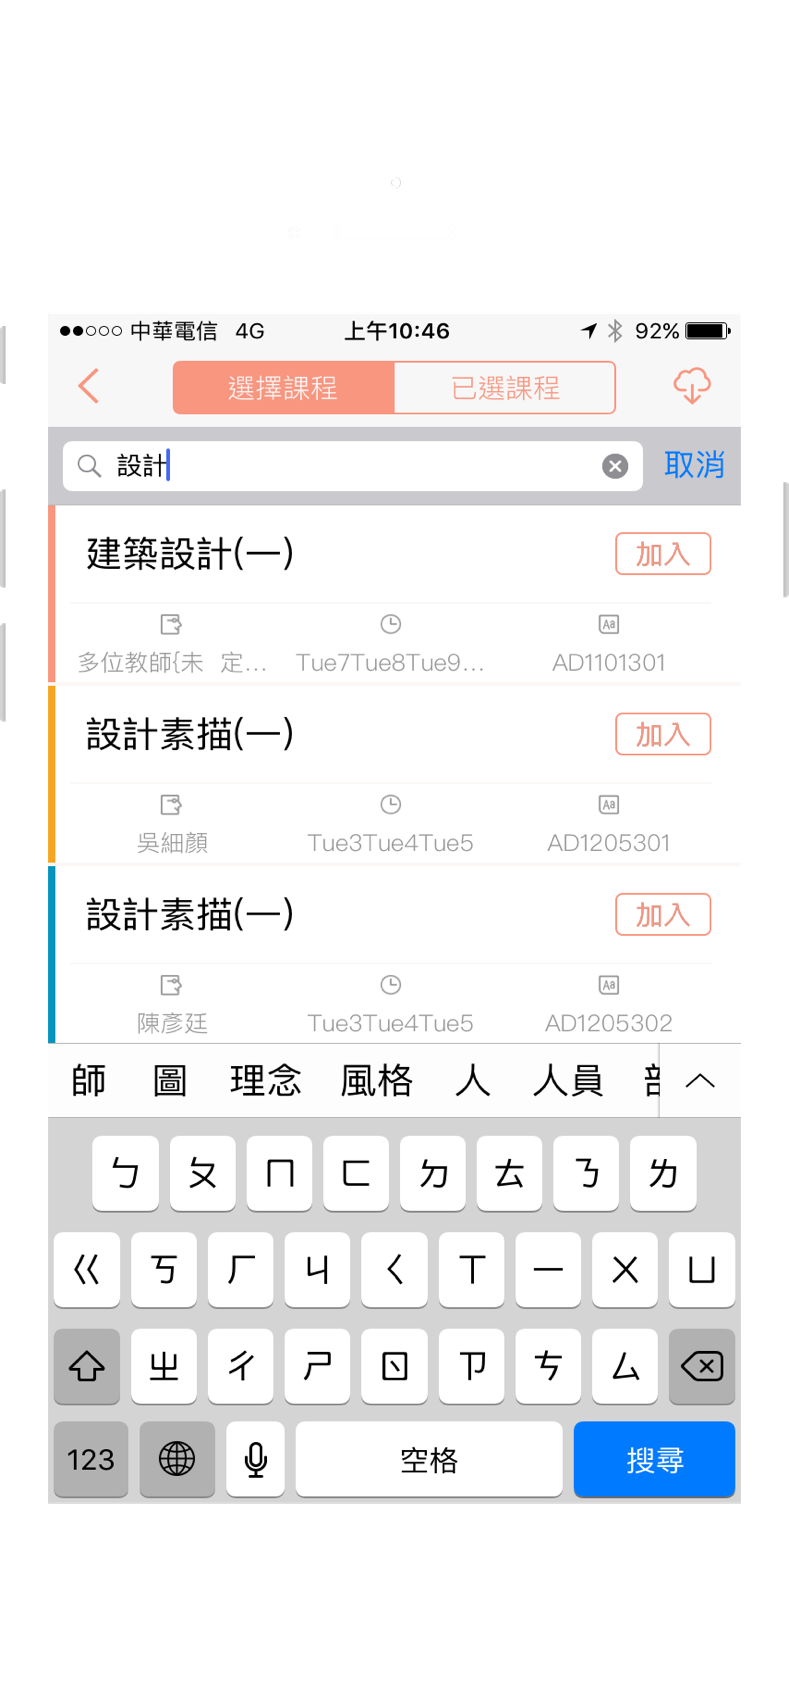 中華電信 4G 上午10:46 92%
選擇課程 已選課程
設計 取消
建築設計(一) 加入
多位教師{未 定... Tue7Tue8Tue9... AD1101301
設計素描(一) 加入
吳細顏 Tue3Tue4Tue5 AD1205301
設計素描(一) 加入
陳彥廷 Tue3Tue4Tue5 AD1205302
師 圖 理念 風格 人 人員
ㄅ ㄆ ㄇ ㄈ ㄉ ㄊ ㄋ ㄌ
ㄍ ㄎ ㄏ ㄐ ㄑ ㄒ ㄧ ㄨ ㄩ
ㄓ ㄔ ㄕ ㄖ ㄗ ㄘ ㄙ
123 空格 搜尋